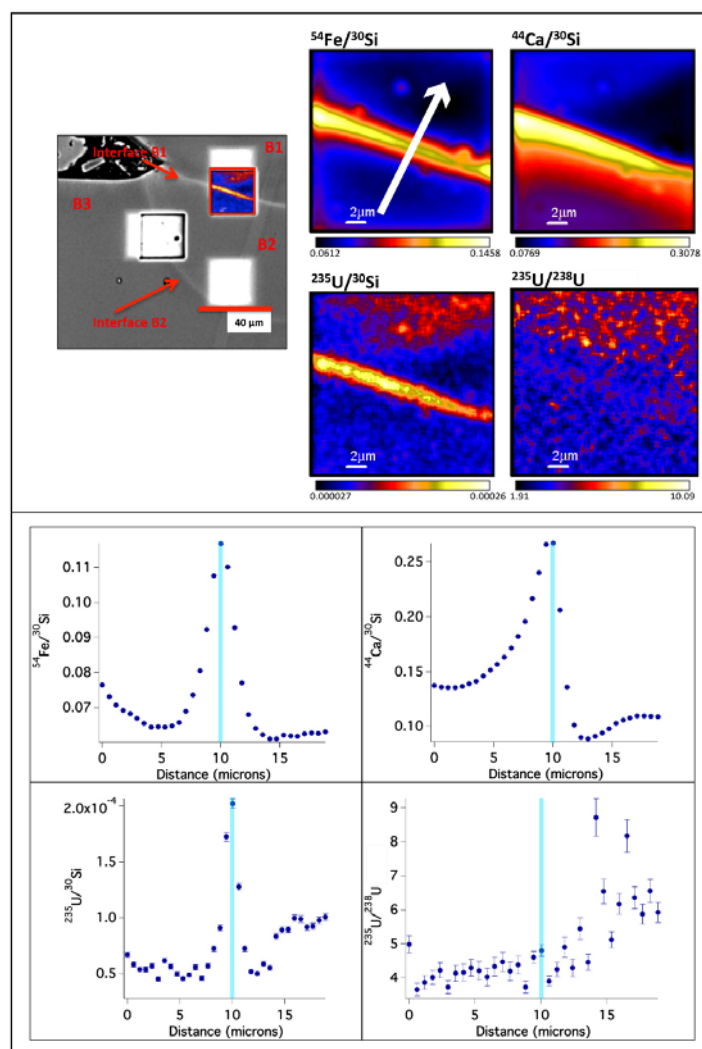 ⁵⁴Fe/³⁰Si
⁴⁴Ca/³⁰Si
Interface B1
B1
B3
B2
Interface B2
40 µm
2µm
2µm
0.0612
0.1458
0.0769
0.3078
²³⁵U/³⁰Si
²³⁵U/²³⁸U
2µm
2µm
0.000027
0.00026
1.91
10.09
⁵⁴Fe/³⁰Si
0.11
0.10
0.09
0.08
0.07
0
5
10
15
Distance (microns)
⁴⁴Ca/³⁰Si
0.25
0.20
0.15
0.10
0
5
10
15
Distance (microns)
²³⁵U/³⁰Si
2.0x10⁻⁴
1.5
1.0
0.5
0
5
10
15
Distance (microns)
²³⁵U/²³⁸U
9
8
7
6
5
4
0
5
10
15
Distance (microns)